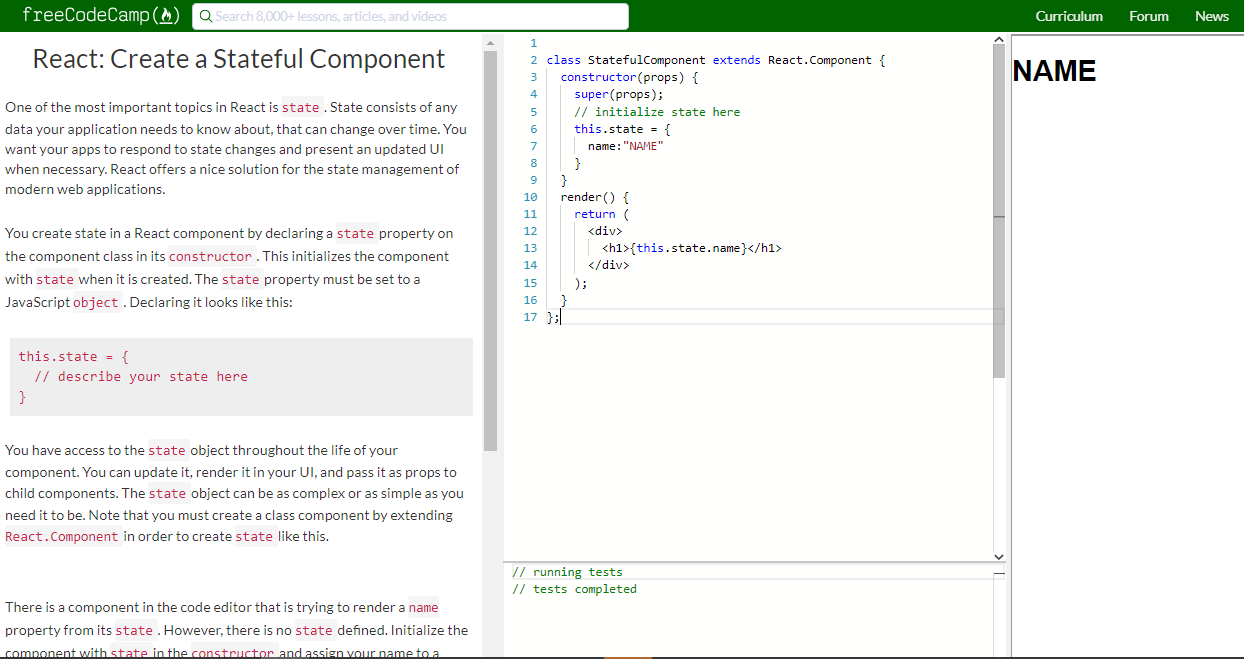 freeCodeCamp
Search 8,000+ lessons, articles, and videos
Curriculum Forum News
React: Create a Stateful Component
One of the most important topics in React is state . State consists of any
data your application needs to know about, that can change over time. You
want your apps to respond to state changes and present an updated UI
when necessary. React offers a nice solution for the state management of
modern web applications.
You create state in a React component by declaring a state property on
the component class in its constructor . This initializes the component
with state when it is created. The state property must be set to a
JavaScript object . Declaring it looks like this:
this.state = {
// describe your state here
}
You have access to the state object throughout the life of your
component. You can update it, render it in your UI, and pass it as props to
child components. The state object can be as complex or as simple as you
need it to be. Note that you must create a class component by extending
React.Component in order to create state like this.
There is a component in the code editor that is trying to render a name
property from its state . However, there is no state defined. Initialize the
component with state in the constructor and assign your name to a
1
2 class StatefulComponent extends React.Component {
3 constructor(props) {
4 super(props);
5 // initialize state here
6 this.state = {
7 name:"NAME"
8 }
9 }
10 render() {
11 return (
12 <div>
13 <h1>{this.state.name}</h1>
14 </div>
15 );
16 }
17 };
// running tests
// tests completed
NAME